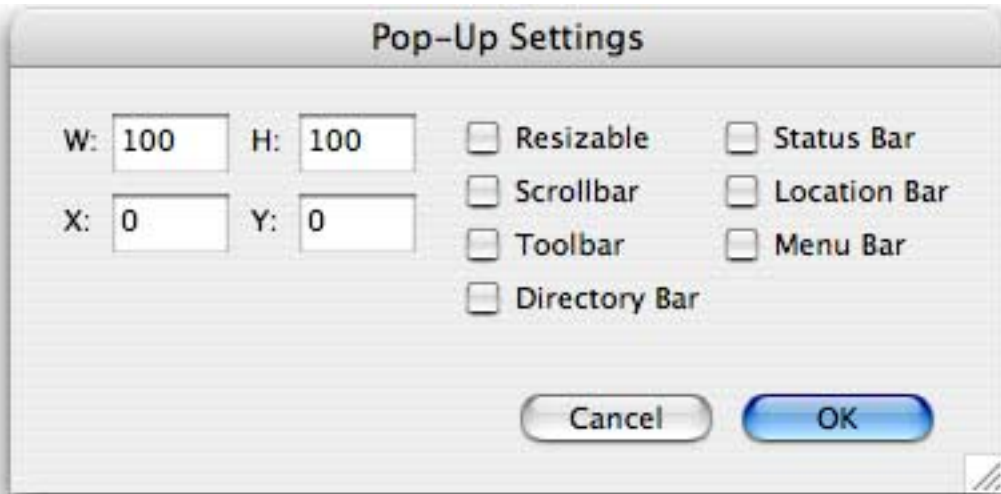 Pop-Up Settings
W: 100 H: 100 Resizable Status Bar
X: 0 Y: 0 Scrollbar Location Bar
Toolbar Menu Bar
Directory Bar
Cancel OK